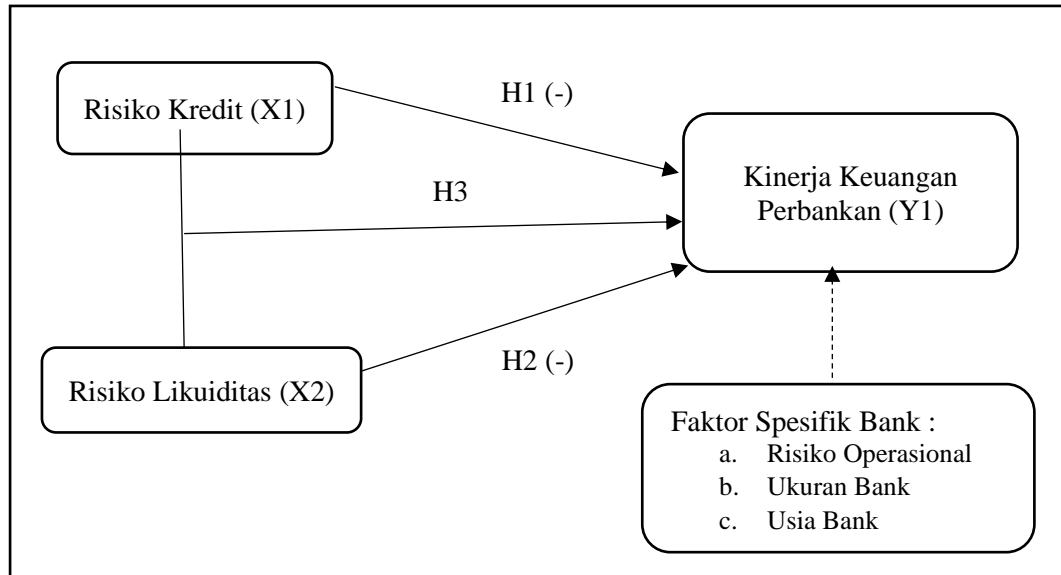 Risiko Kredit (X1)
H1 (-)
Kinerja Keuangan
Perbankan (Y1)
H3
Risiko Likuiditas (X2)
H2 (-)
Faktor Spesifik Bank :
a. Risiko Operasional
b. Ukuran Bank
c. Usia Bank